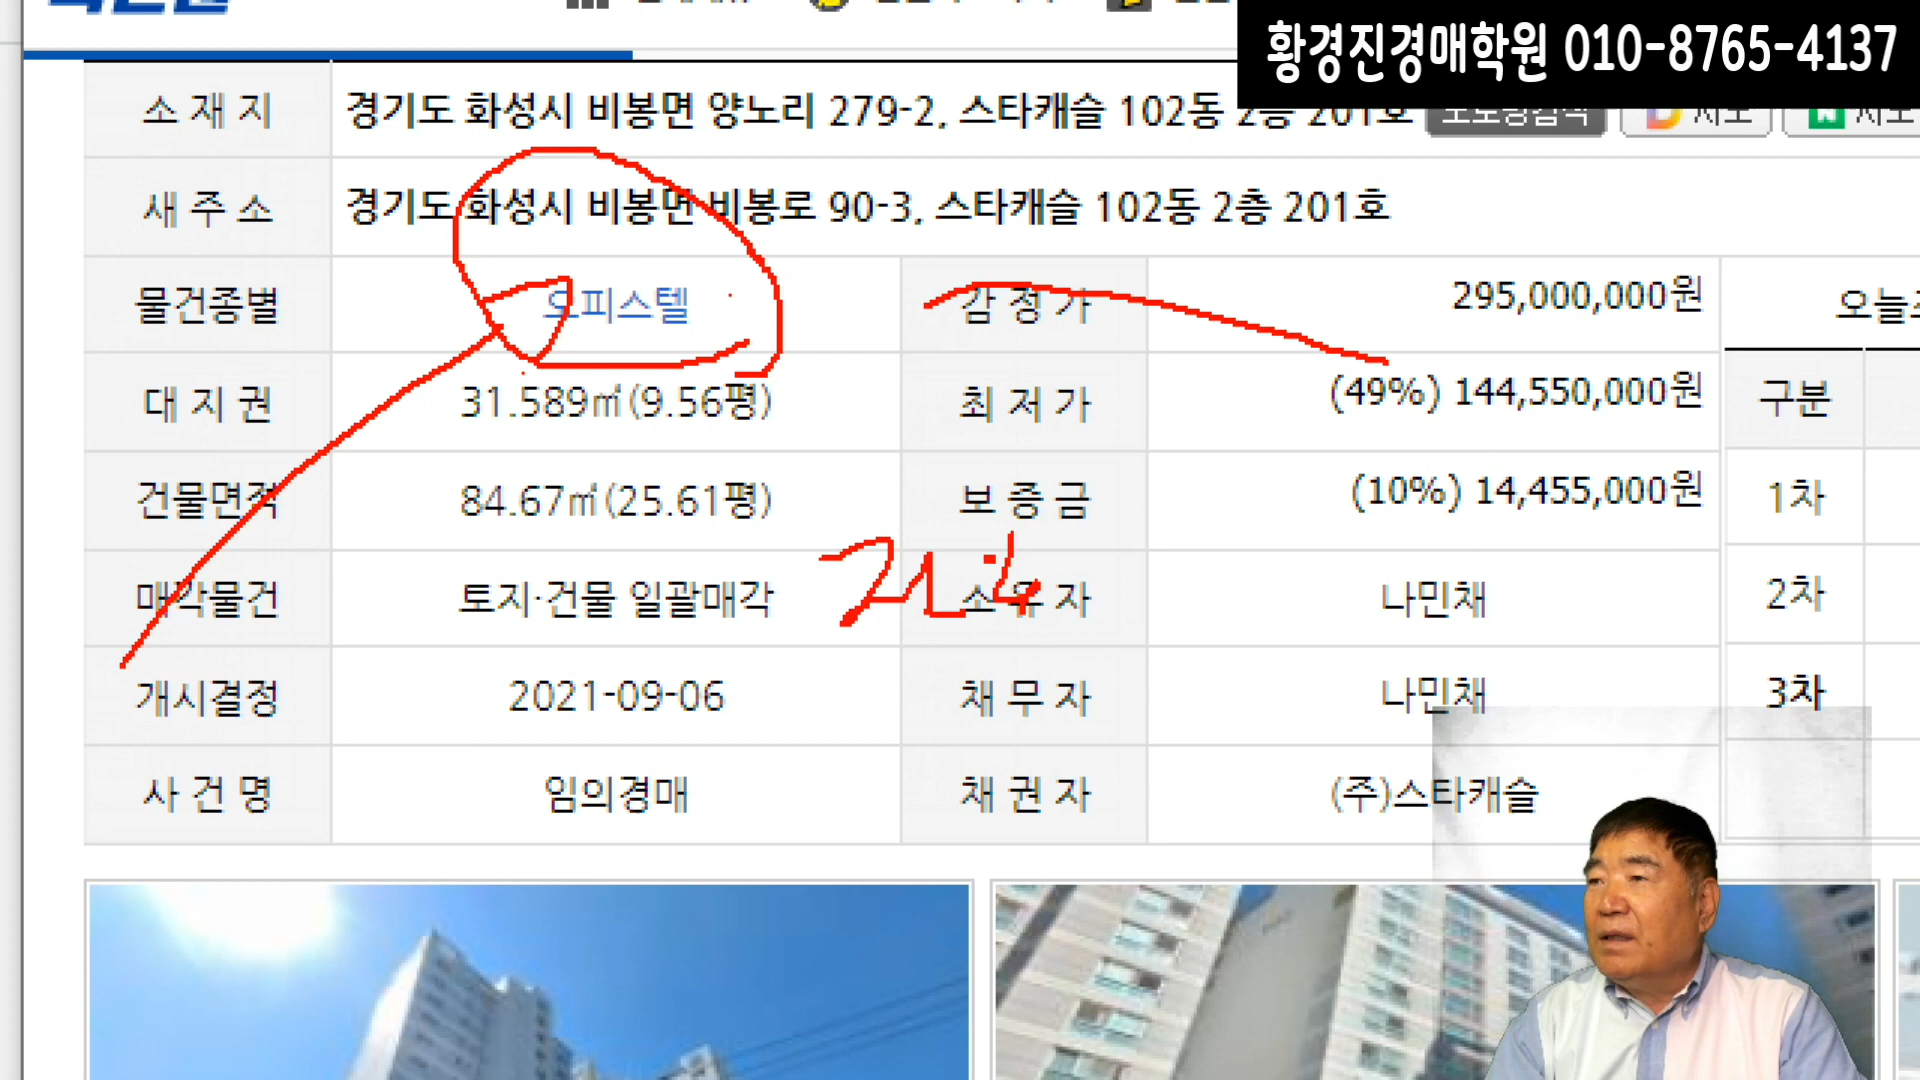 황경진경매학원 010-8765-4137
소 재 지 경기도 화성시 비봉면 양노리 279-2, 스타캐슬 102동 2층 201호
새 주 소 경기도 화성시 비봉면 비봉로 90-3, 스타캐슬 102동 2층 201호
물건종별 오피스텔 감 정 가 295,000,000원
대 지 권 31.589㎡(9.56평) 최 저 가 (49%) 144,550,000원 구분
건물면적 84.67㎡(25.61평) 보 증 금 (10%) 14,455,000원 1차
매각물건 토지·건물 일괄매각 소 유 자 나민채 2차
개시결정 2021-09-06 채 무 자 나민채 3차
사 건 명 임의경매 채 권 자 (주)스타캐슬